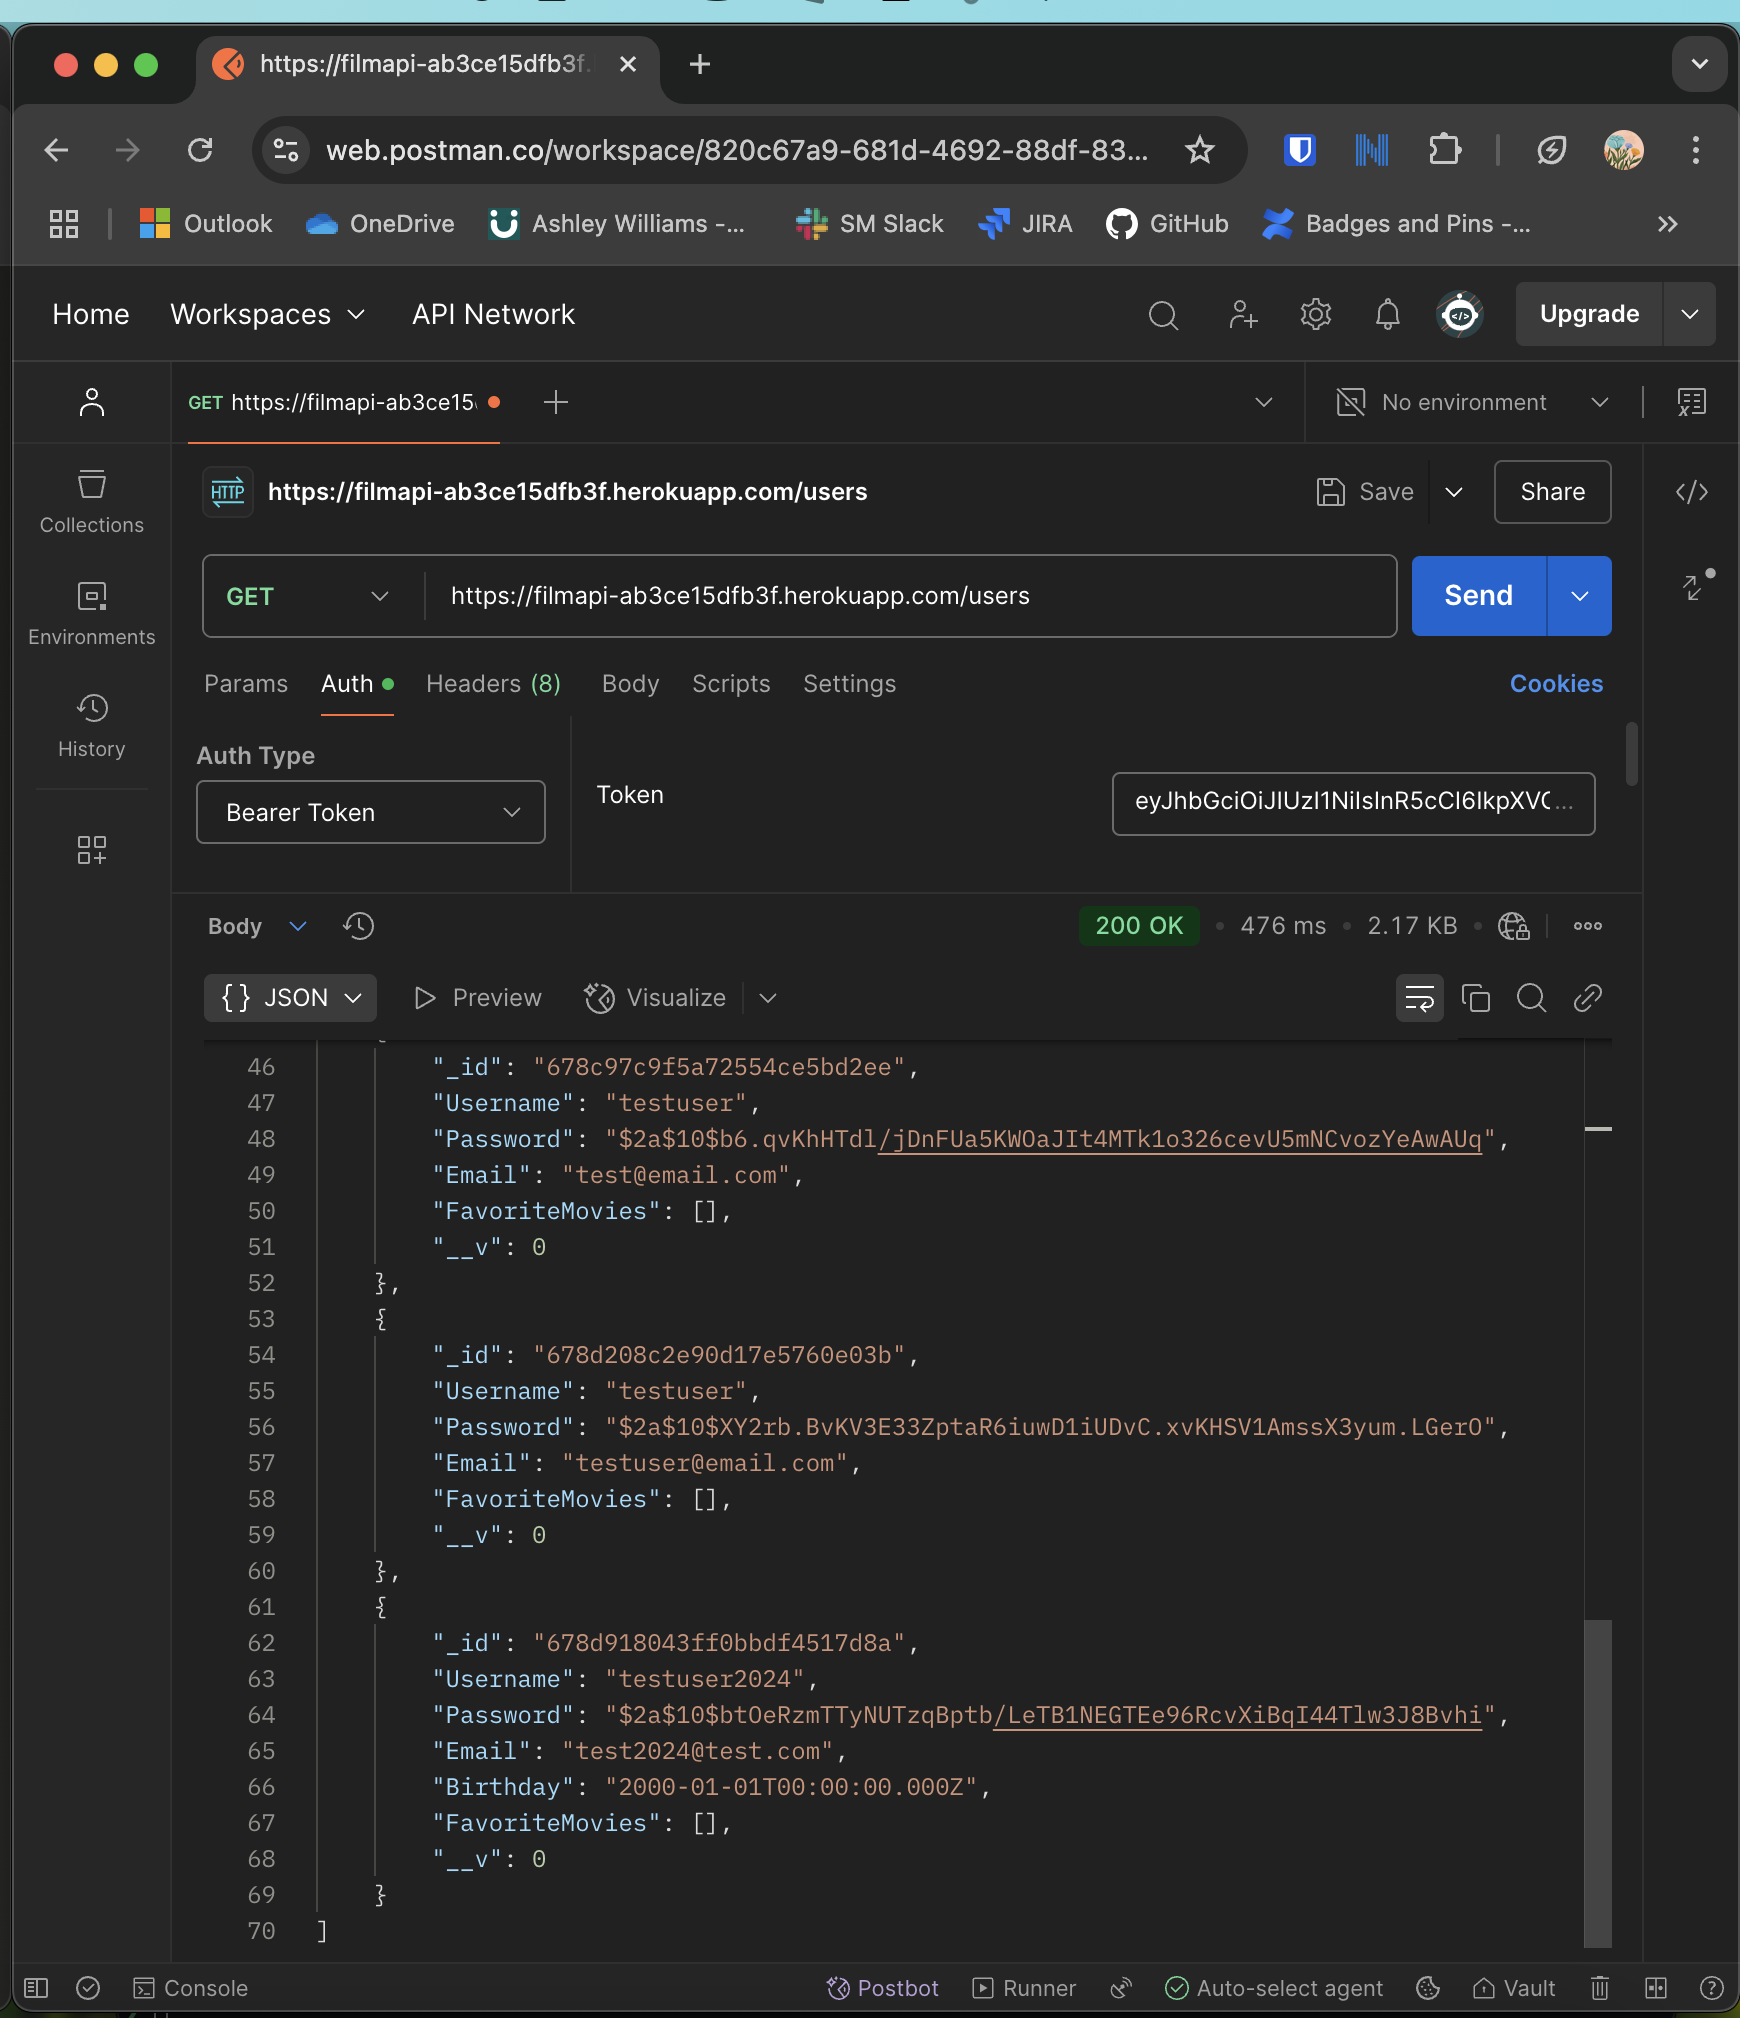 https://filmapi-ab3ce15dfb3f.
web.postman.co/workspace/820c67a9-681d-4692-88df-83...
Outlook OneDrive Ashley Williams -... SM Slack JIRA GitHub Badges and Pins -...
Home Workspaces API Network Upgrade
GET https://filmapi-ab3ce15 No environment
HTTP https://filmapi-ab3ce15dfb3f.herokuapp.com/users Save Share
Collections
GET https://filmapi-ab3ce15dfb3f.herokuapp.com/users Send
Environments
Params Auth Headers (8) Body Scripts Settings Cookies
History
Auth Type
Bearer Token
Token eyJhbGciOiJIUzI1NiIsInR5cCI6IkpXVC...
Body 200 OK • 476 ms • 2.17 KB
{} JSON Preview Visualize
46 "_id": "678c97c9f5a72554ce5bd2ee",
47 "Username": "testuser",
48 "Password": "$2a$10$b6.qvKhHTdl/jDnFUa5KWOaJIt4MTk1o326cevU5mNCvozYeAwAUq",
49 "Email": "test@email.com",
50 "FavoriteMovies": [],
51 "__v": 0
52 },
53 {
54 "_id": "678d208c2e90d17e5760e03b",
55 "Username": "testuser",
56 "Password": "$2a$10$XY2rb.BvKV3E33ZptaR6iuwD1iUDvC.xvKHSV1AmssX3yum.LGerO",
57 "Email": "testuser@email.com",
58 "FavoriteMovies": [],
59 "__v": 0
60 },
61 {
62 "_id": "678d918043ff0bbdf4517d8a",
63 "Username": "testuser2024",
64 "Password": "$2a$10$btOeRzmTTyNUTzqBptb/LeTB1NEGTEe96RcvXiBqI44Tlw3J8Bvhi",
65 "Email": "test2024@test.com",
66 "Birthday": "2000-01-01T00:00:00.000Z",
67 "FavoriteMovies": [],
68 "__v": 0
69 }
70 ]
Console Postbot Runner Auto-select agent Vault